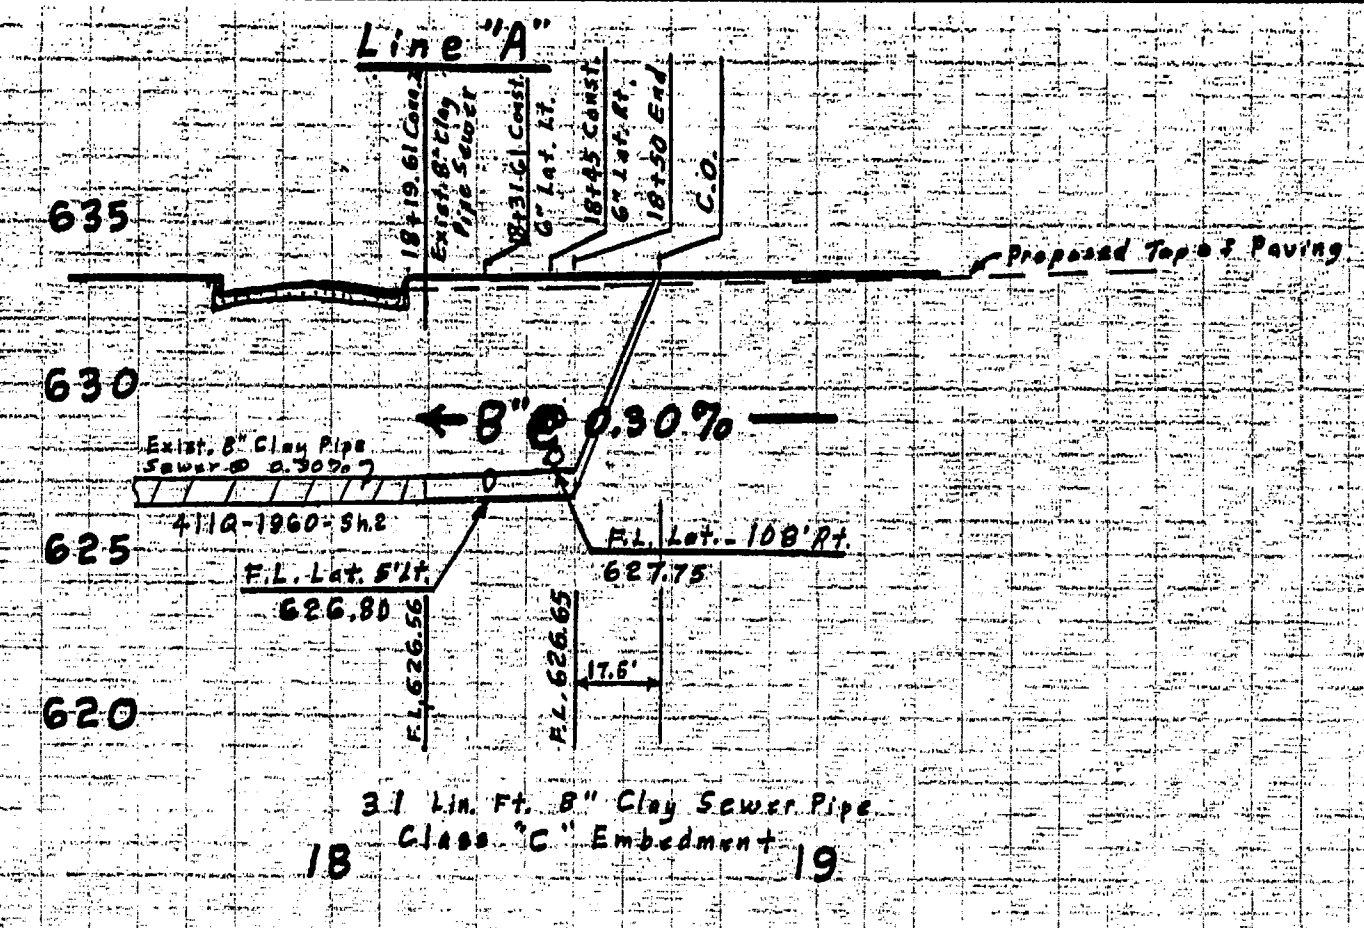 Line "A"
18+19.61 Conn.
Exist. 8" Clay
Pipe Sewer
18+31.61 Const.
6" Lat. Lt.
18+45 Const.
6" Lat. Rt.
18+50 End
C.O.
635
Proposed Top of Paving
630
8" @ 0.30%
Exist. 8" Clay Pipe
Sewer @ 0.30%
411Q-1960-Sh.2
625
F.L. Lat. - 108' Rt.
627.75
F.L. Lat. 5' Lt.
626.80
F.L. 626.56
F.L. 626.65
17.5'
620
31 Lin. Ft. 8" Clay Sewer Pipe
Class "C" Embedment
18
19